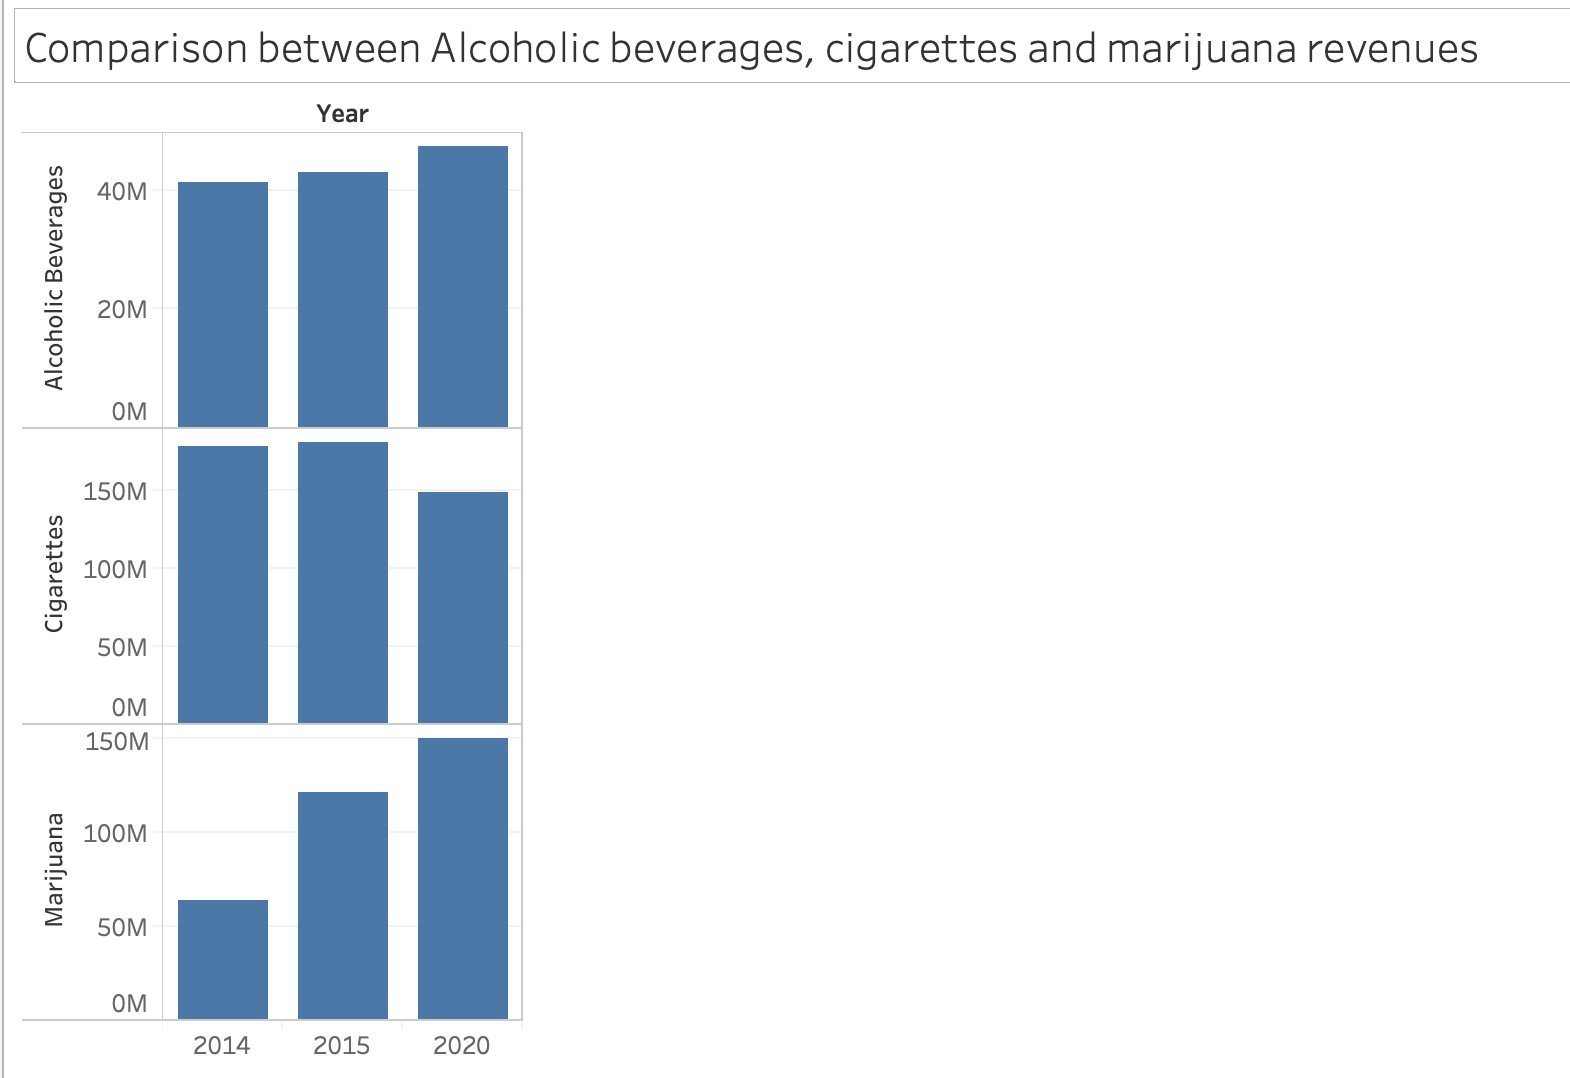 Comparison between Alcoholic beverages, cigarettes and marijuana revenues
Year
Alcoholic Beverages
40M
20M
0M
Cigarettes
150M
100M
50M
0M
Marijuana
150M
100M
50M
0M
2014 2015 2020